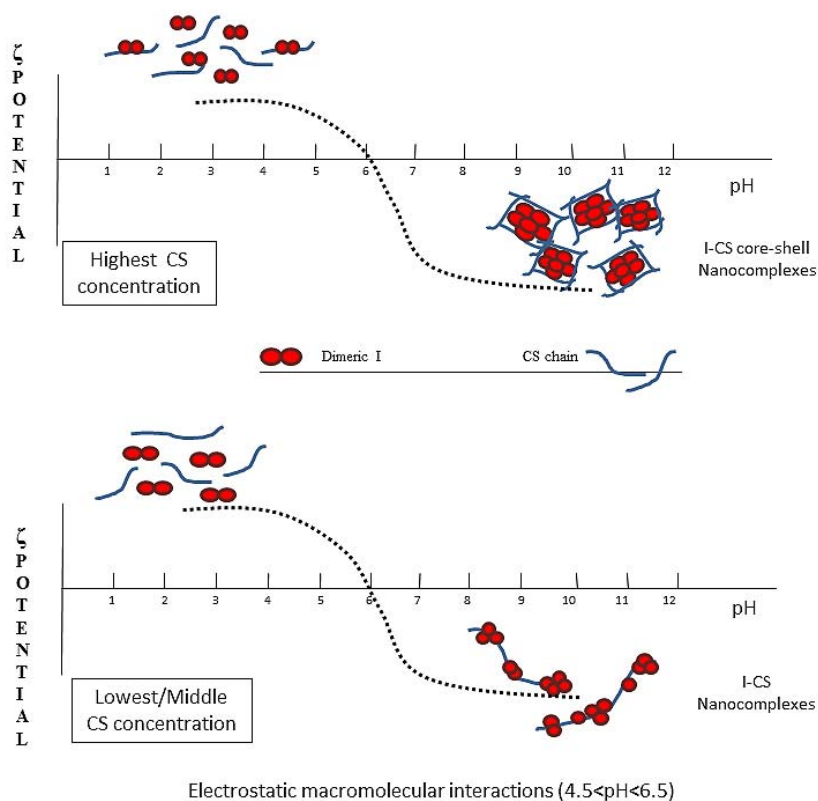 ζ POTENTIAL
1 2 3 4 5 6 7 8 9 10 11 12
pH
I-CS core-shell
Nanocomplexes
Highest CS
concentration
Dimeric I
CS chain
ζ POTENTIAL
1 2 3 4 5 6 7 8 9 10 11 12
pH
I-CS
Nanocomplexes
Lowest/Middle
CS concentration
Electrostatic macromolecular interactions (4.5<pH<6.5)